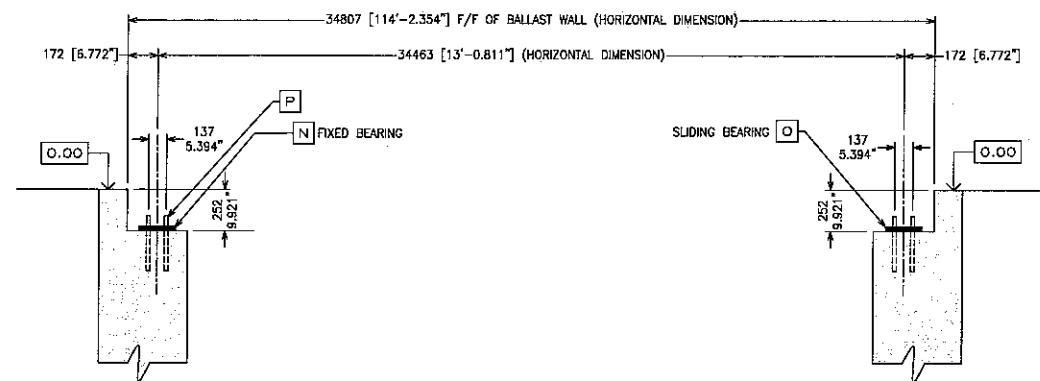 34807 [114'-2.354"] F/F OF BALLAST WALL (HORIZONTAL DIMENSION)
172 [6.772"]
34463 [13'-0.811"] (HORIZONTAL DIMENSION)
172 [6.772"]
P
137
5.394"
N FIXED BEARING
SLIDING BEARING O
137
5.394"
0.00
0.00
252
9.921"
252
9.921"